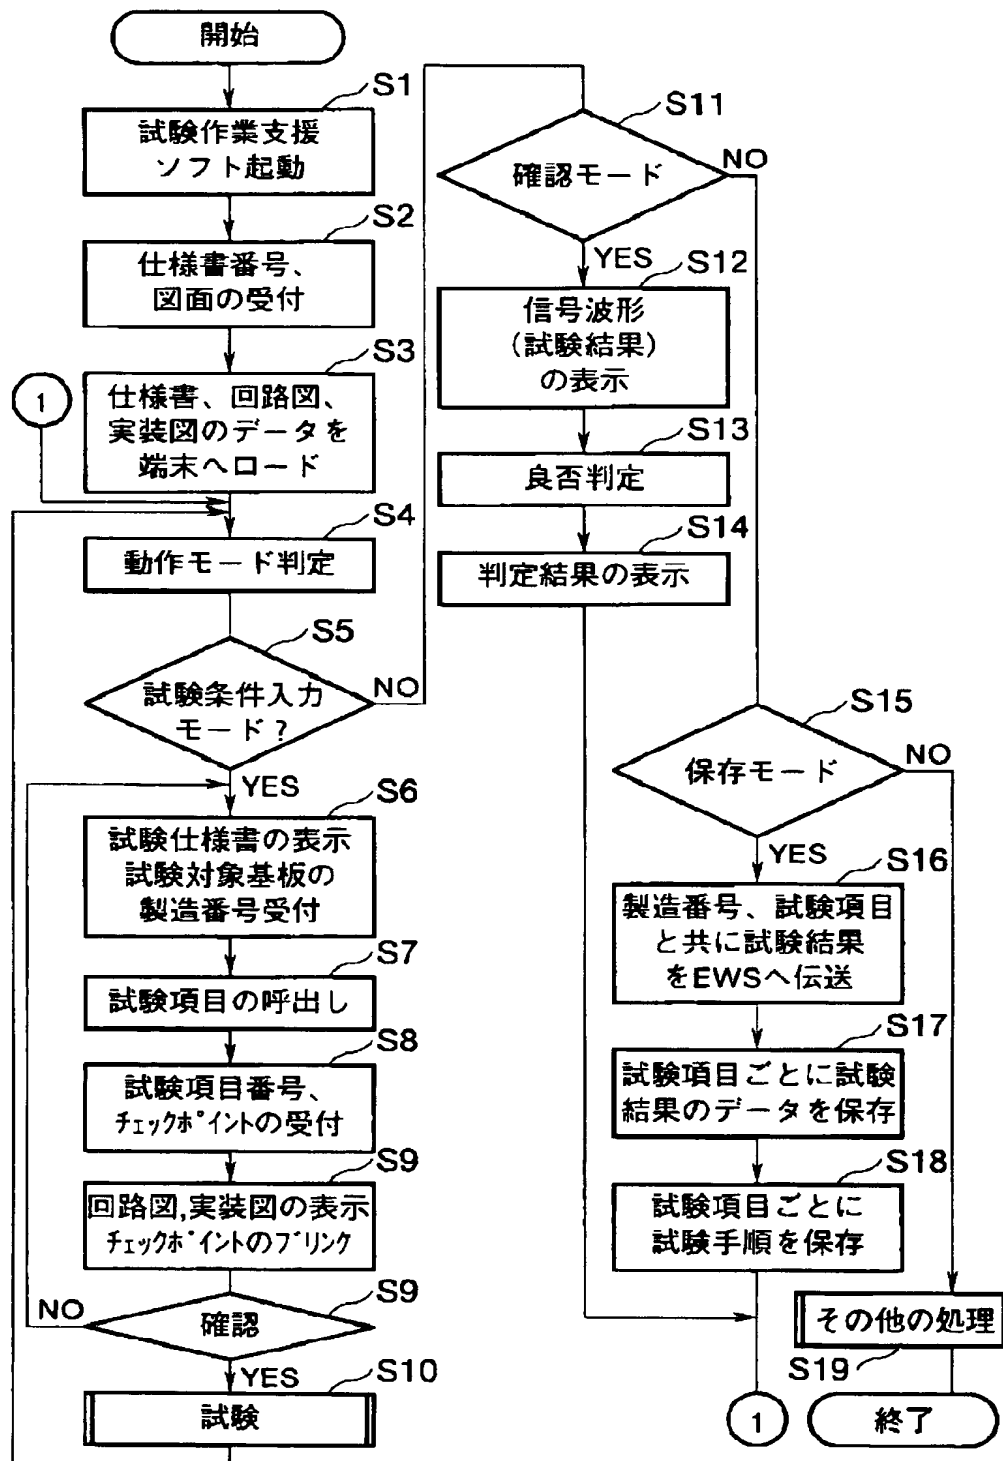 開始
S1
試験作業支援
ソフト起動
S2
仕様書番号、
図面の受付
S3
1
仕様書、回路図、
実装図のデータを
端末へロード
S4
動作モード判定
S5
試験条件入力
モード?
NO
YES
S6
試験仕様書の表示
試験対象基板の
製造番号受付
S7
試験項目の呼出し
S8
試験項目番号、
チェックポイントの受付
S9
回路図,実装図の表示
チェックポイントのブリンク
S9
確認
NO
YES
S10
試験
S11
確認モード
NO
YES
S12
信号波形
(試験結果)
の表示
S13
良否判定
S14
判定結果の表示
S15
保存モード
NO
YES
S16
製造番号、試験項目
と共に試験結果
をEWSへ伝送
S17
試験項目ごとに試験
結果のデータを保存
S18
試験項目ごとに
試験手順を保存
その他の処理
S19
1
終了